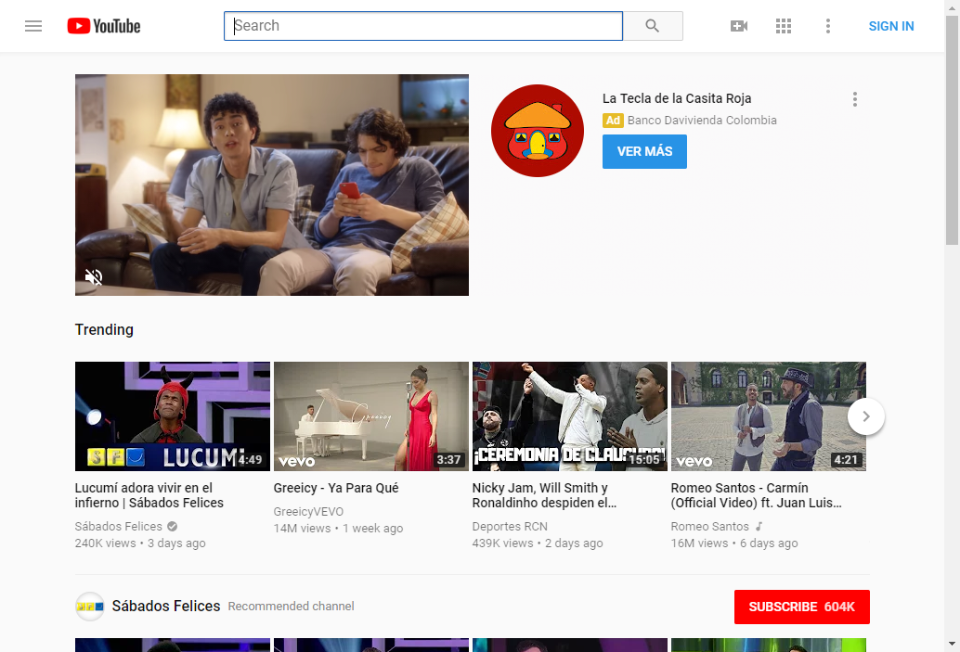 YouTube
Search
SIGN IN
La Tecla de la Casita Roja
Ad Banco Davivienda Colombia
VER MÁS
Trending
SFD LUCUMÍ 4:49
Greeicy
vevo 3:37
¡CEREMONIA DE CLAUSURA! 15:05
vevo 4:21
Lucumí adora vivir en el
infierno | Sábados Felices
Sábados Felices
240K views • 3 days ago
Greeicy - Ya Para Qué
GreeicyVEVO
14M views • 1 week ago
Nicky Jam, Will Smith y
Ronaldinho despiden el...
Deportes RCN
439K views • 2 days ago
Romeo Santos - Carmín
(Official Video) ft. Juan Luis...
Romeo Santos
16M views • 6 days ago
Sábados Felices Recommended channel
SUBSCRIBE 604K